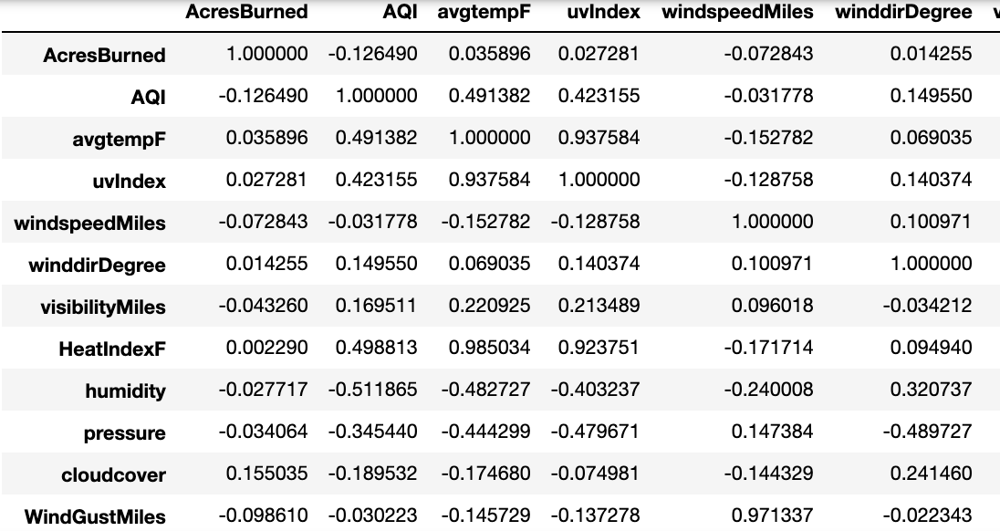 AcresBurned AQI avgtempF uvIndex windspeedMiles winddirDegree
AcresBurned 1.000000 -0.126490 0.035896 0.027281 -0.072843 0.014255
AQI -0.126490 1.000000 0.491382 0.423155 -0.031778 0.149550
avgtempF 0.035896 0.491382 1.000000 0.937584 -0.152782 0.069035
uvIndex 0.027281 0.423155 0.937584 1.000000 -0.128758 0.140374
windspeedMiles -0.072843 -0.031778 -0.152782 -0.128758 1.000000 0.100971
winddirDegree 0.014255 0.149550 0.069035 0.140374 0.100971 1.000000
visibilityMiles -0.043260 0.169511 0.220925 0.213489 0.096018 -0.034212
HeatIndexF 0.002290 0.498813 0.985034 0.923751 -0.171714 0.094940
humidity -0.027717 -0.511865 -0.482727 -0.403237 -0.240008 0.320737
pressure -0.034064 -0.345440 -0.444299 -0.479671 0.147384 -0.489727
cloudcover 0.155035 -0.189532 -0.174680 -0.074981 -0.144329 0.241460
WindGustMiles -0.098610 -0.030223 -0.145729 -0.137278 0.971337 -0.022343